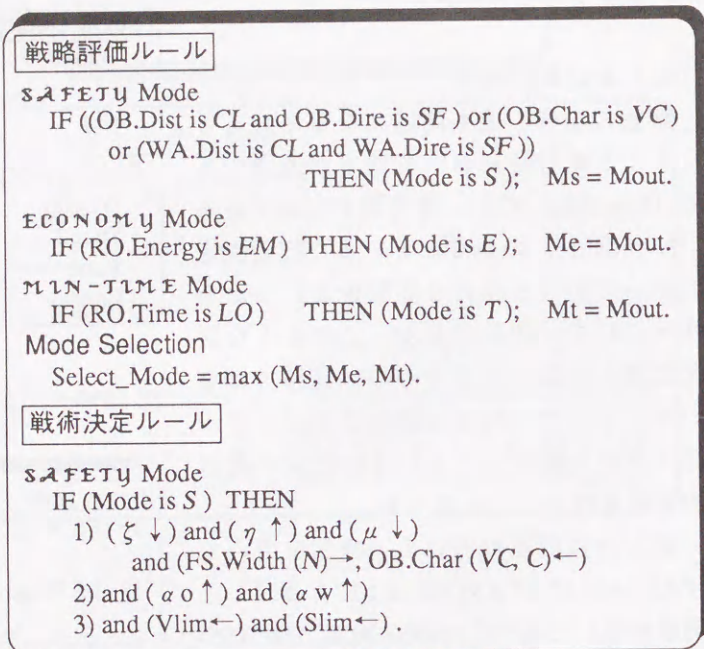 戦略評価ルール
SAFETY Mode
IF ((OB.Dist is CL and OB.Dire is SF ) or (OB.Char is VC)
or (WA.Dist is CL and WA.Dire is SF ))
THEN (Mode is S ); Ms = Mout.
ECONOMY Mode
IF (RO.Energy is EM) THEN (Mode is E ); Me = Mout.
MIN-TIME Mode
IF (RO.Time is LO) THEN (Mode is T ); Mt = Mout.
Mode Selection
Select_Mode = max (Ms, Me, Mt).
戦術決定ルール
SAFETY Mode
IF (Mode is S ) THEN
1) (ζ ↓) and ( η ↑) and (μ ↓)
and (FS.Width (N)→, OB.Char (VC, C)←)
2) and ( α o ↑) and ( α w ↑)
3) and (Vlim←) and (Slim←) .